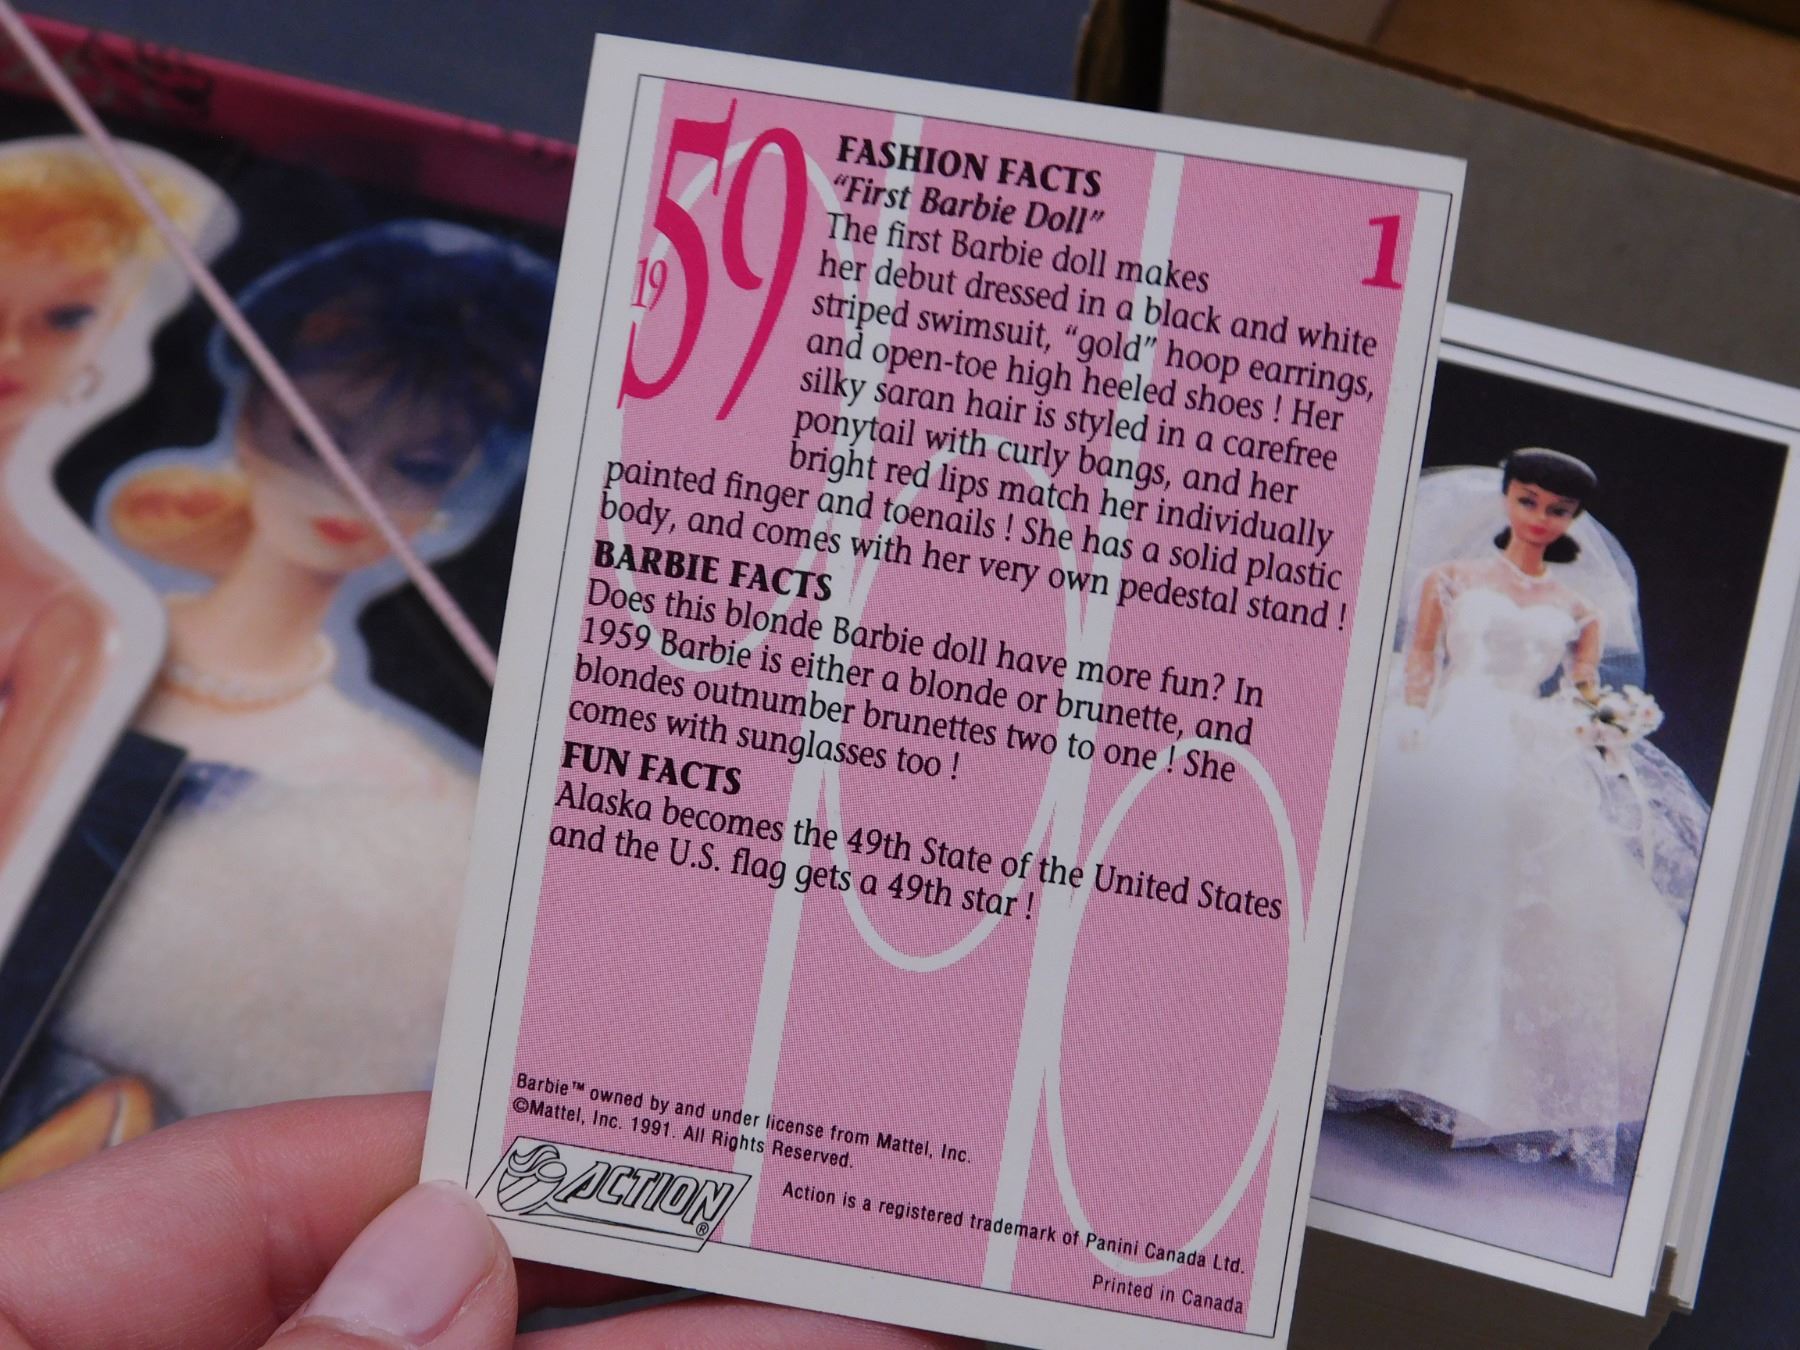 1959
1
FASHION FACTS
“First Barbie Doll”
The first Barbie doll makes
her debut dressed in a black and white
striped swimsuit, “gold” hoop earrings,
and open-toe high heeled shoes ! Her
silky saran hair is styled in a carefree
ponytail with curly bangs, and her
bright red lips match her individually
painted finger and toenails ! She has a solid plastic
body, and comes with her very own pedestal stand !
BARBIE FACTS
Does this blonde Barbie doll have more fun? In
1959 Barbie is either a blonde or brunette, and
blondes outnumber brunettes two to one ! She
comes with sunglasses too !
FUN FACTS
Alaska becomes the 49th State of the United States
and the U.S. flag gets a 49th star !
Barbie™ owned by and under license from Mattel, Inc.
©Mattel, Inc. 1991. All Rights Reserved.
ACTION®
Action is a registered trademark of Panini Canada Ltd.
Printed in Canada